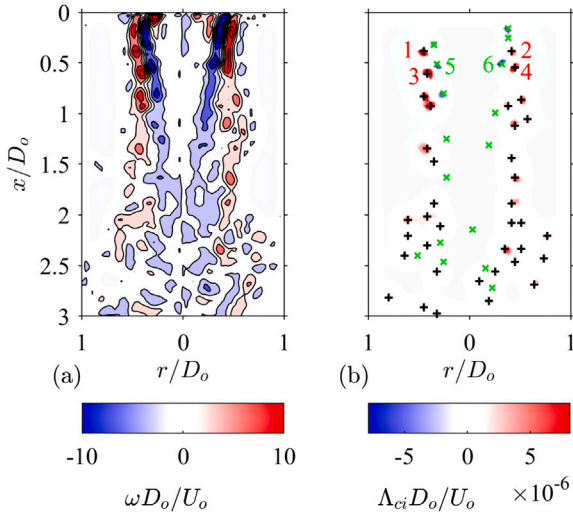 0
0.5
1
1.5
2
2.5
3
x/D_o
1 0 1
(a) r/D_o
1 2
3 4
5 6
1 0 1
(b) r/D_o
-10 0 10
ωD_o/U_o
-5 0 5
×10^-6
Λ_ci D_o/U_o